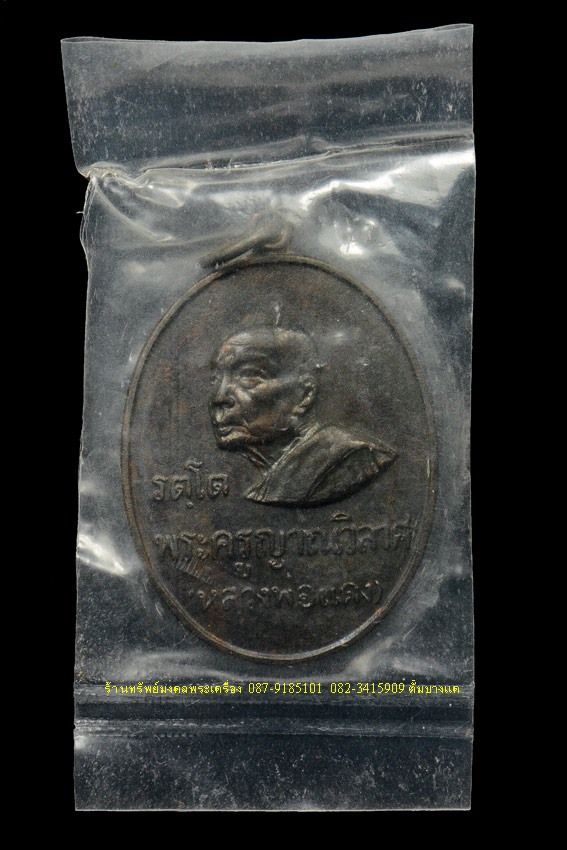 รตฺโต
พระครูญาณวิลาศ
(หลวงพ่อแดง)
ร้านทรัพย์มงคลพระเครื่อง 087-9185101 082-3415909 ตั้มบางแค